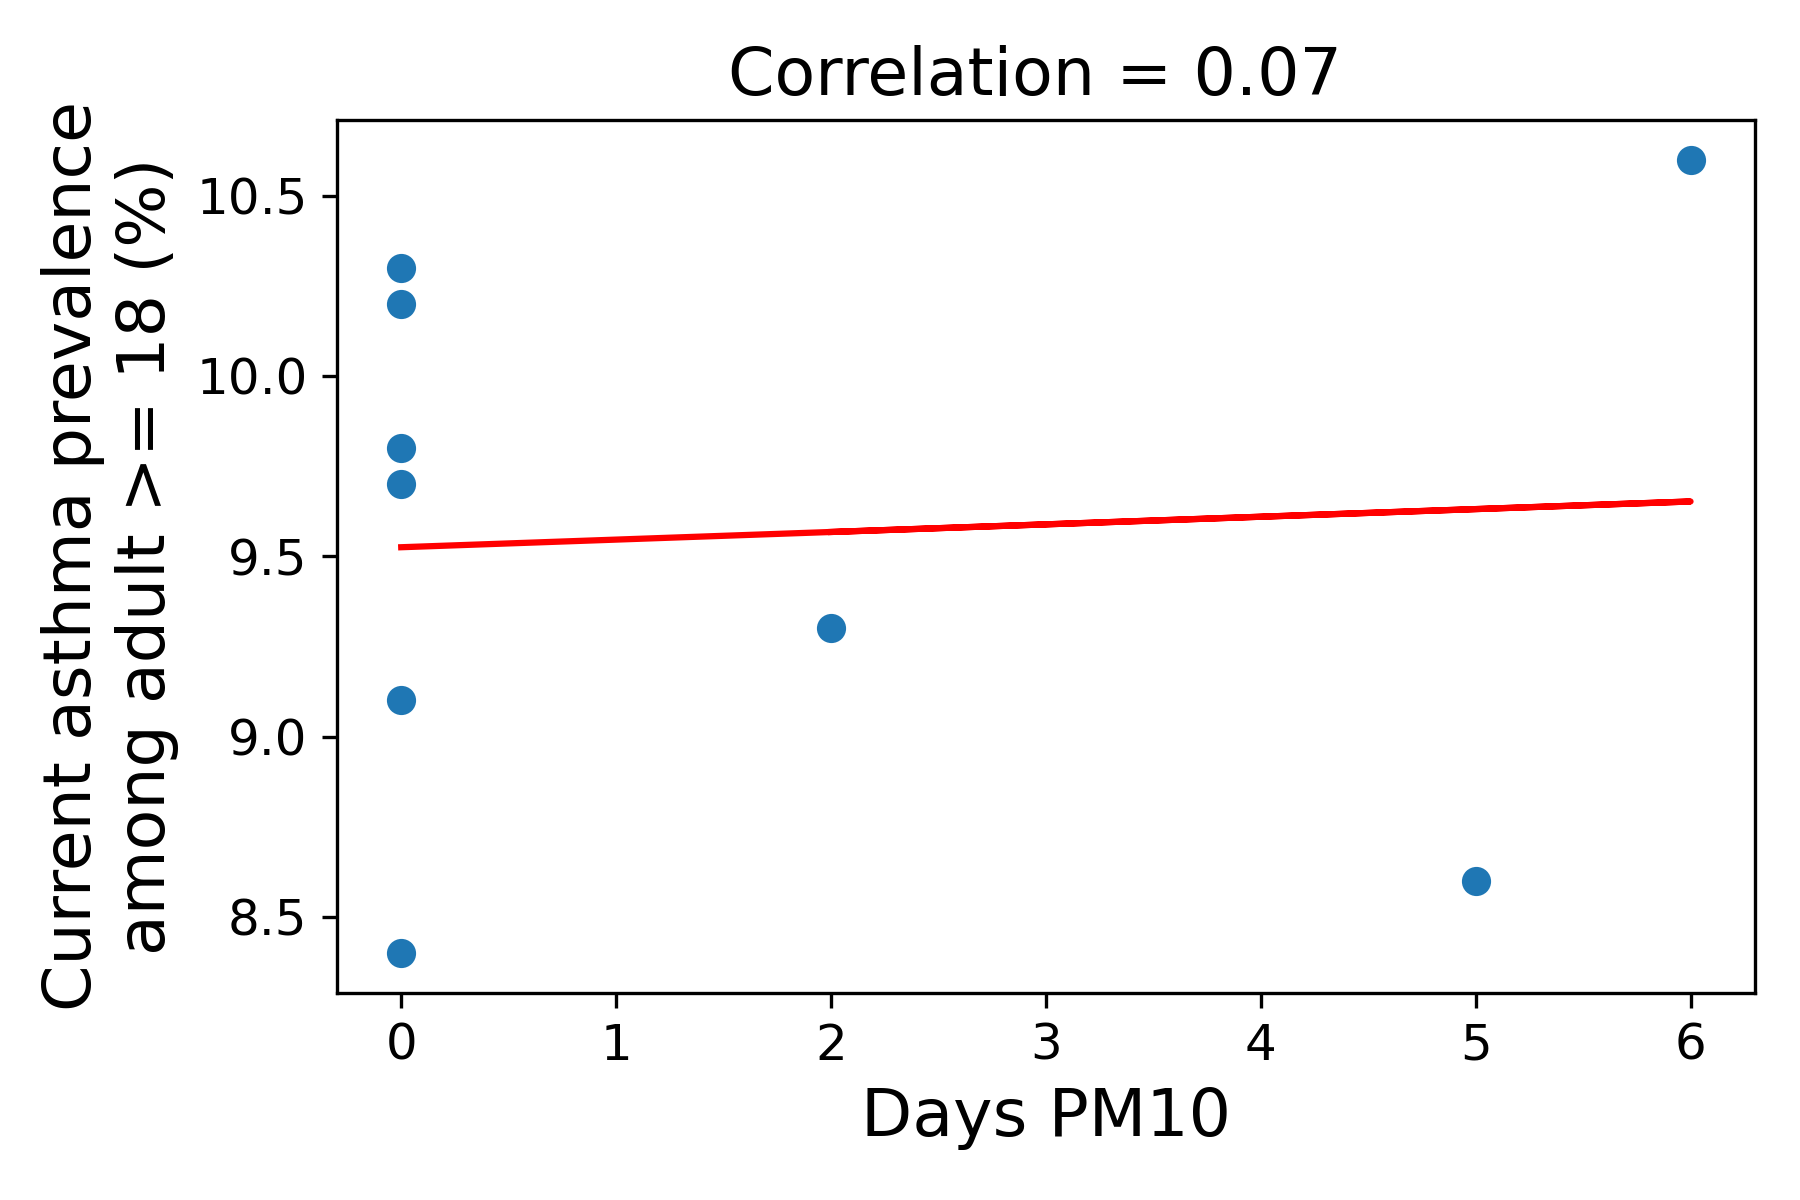 Correlation = 0.07
Current asthma prevalence
among adult >= 18 (%)
10.5
10.0
9.5
9.0
8.5
0 1 2 3 4 5 6
Days PM10